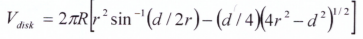 V_disk = 2πR[r² sin⁻¹(d/2r) − (d/4)(4r² − d²)^1/2]